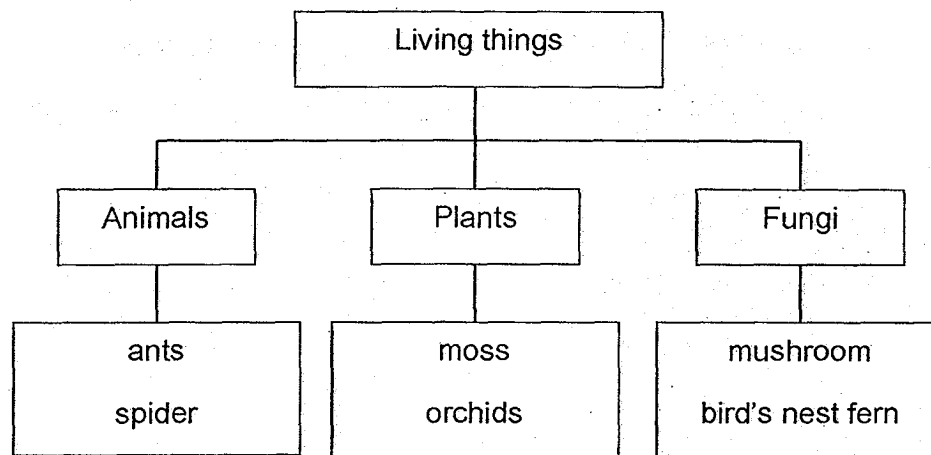 Living things
Animals
Plants
Fungi
ants
spider
moss
orchids
mushroom
bird's nest fern